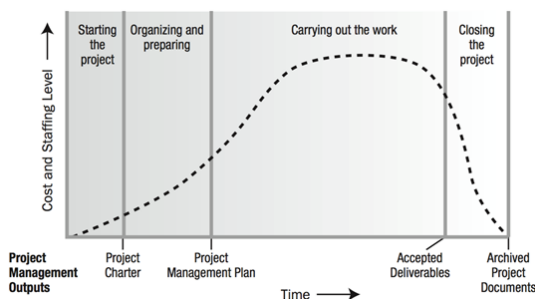 Starting
the
project
Organizing and
preparing
Carrying out the work
Closing
the
project
Cost and Staffing Level
Project
Management
Outputs
Project
Charter
Project
Management Plan
Accepted
Deliverables
Archived
Project
Documents
Time